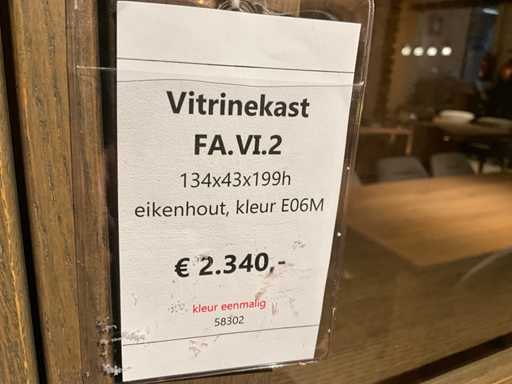 Vitrinekast
FA.VI.2
134x43x199h
eikenhout, kleur E06M
€ 2.340,-
kleur eenmalig
58302